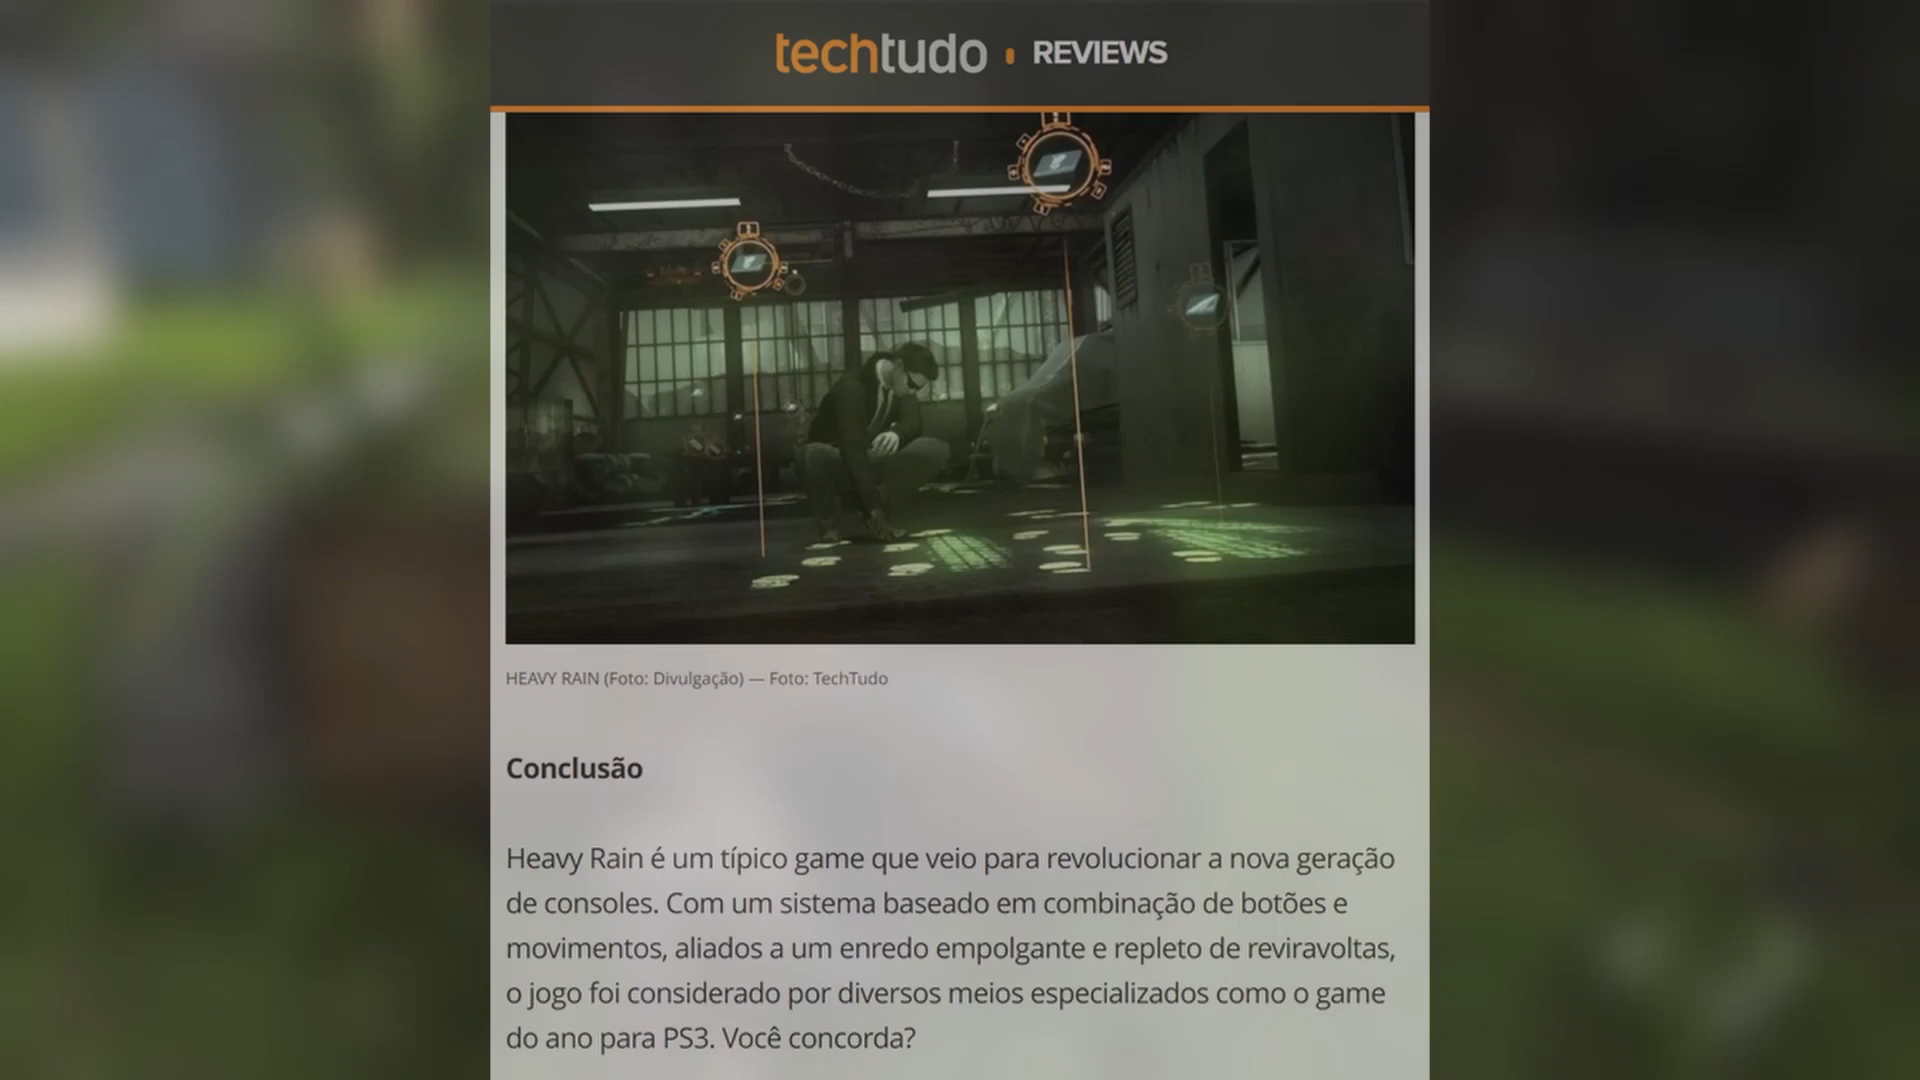 techtudo REVIEWS
HEAVY RAIN (Foto: Divulgação) — Foto: TechTudo
Conclusão
Heavy Rain é um típico game que veio para revolucionar a nova geração
de consoles. Com um sistema baseado em combinação de botões e
movimentos, aliados a um enredo empolgante e repleto de reviravoltas,
o jogo foi considerado por diversos meios especializados como o game
do ano para PS3. Você concorda?